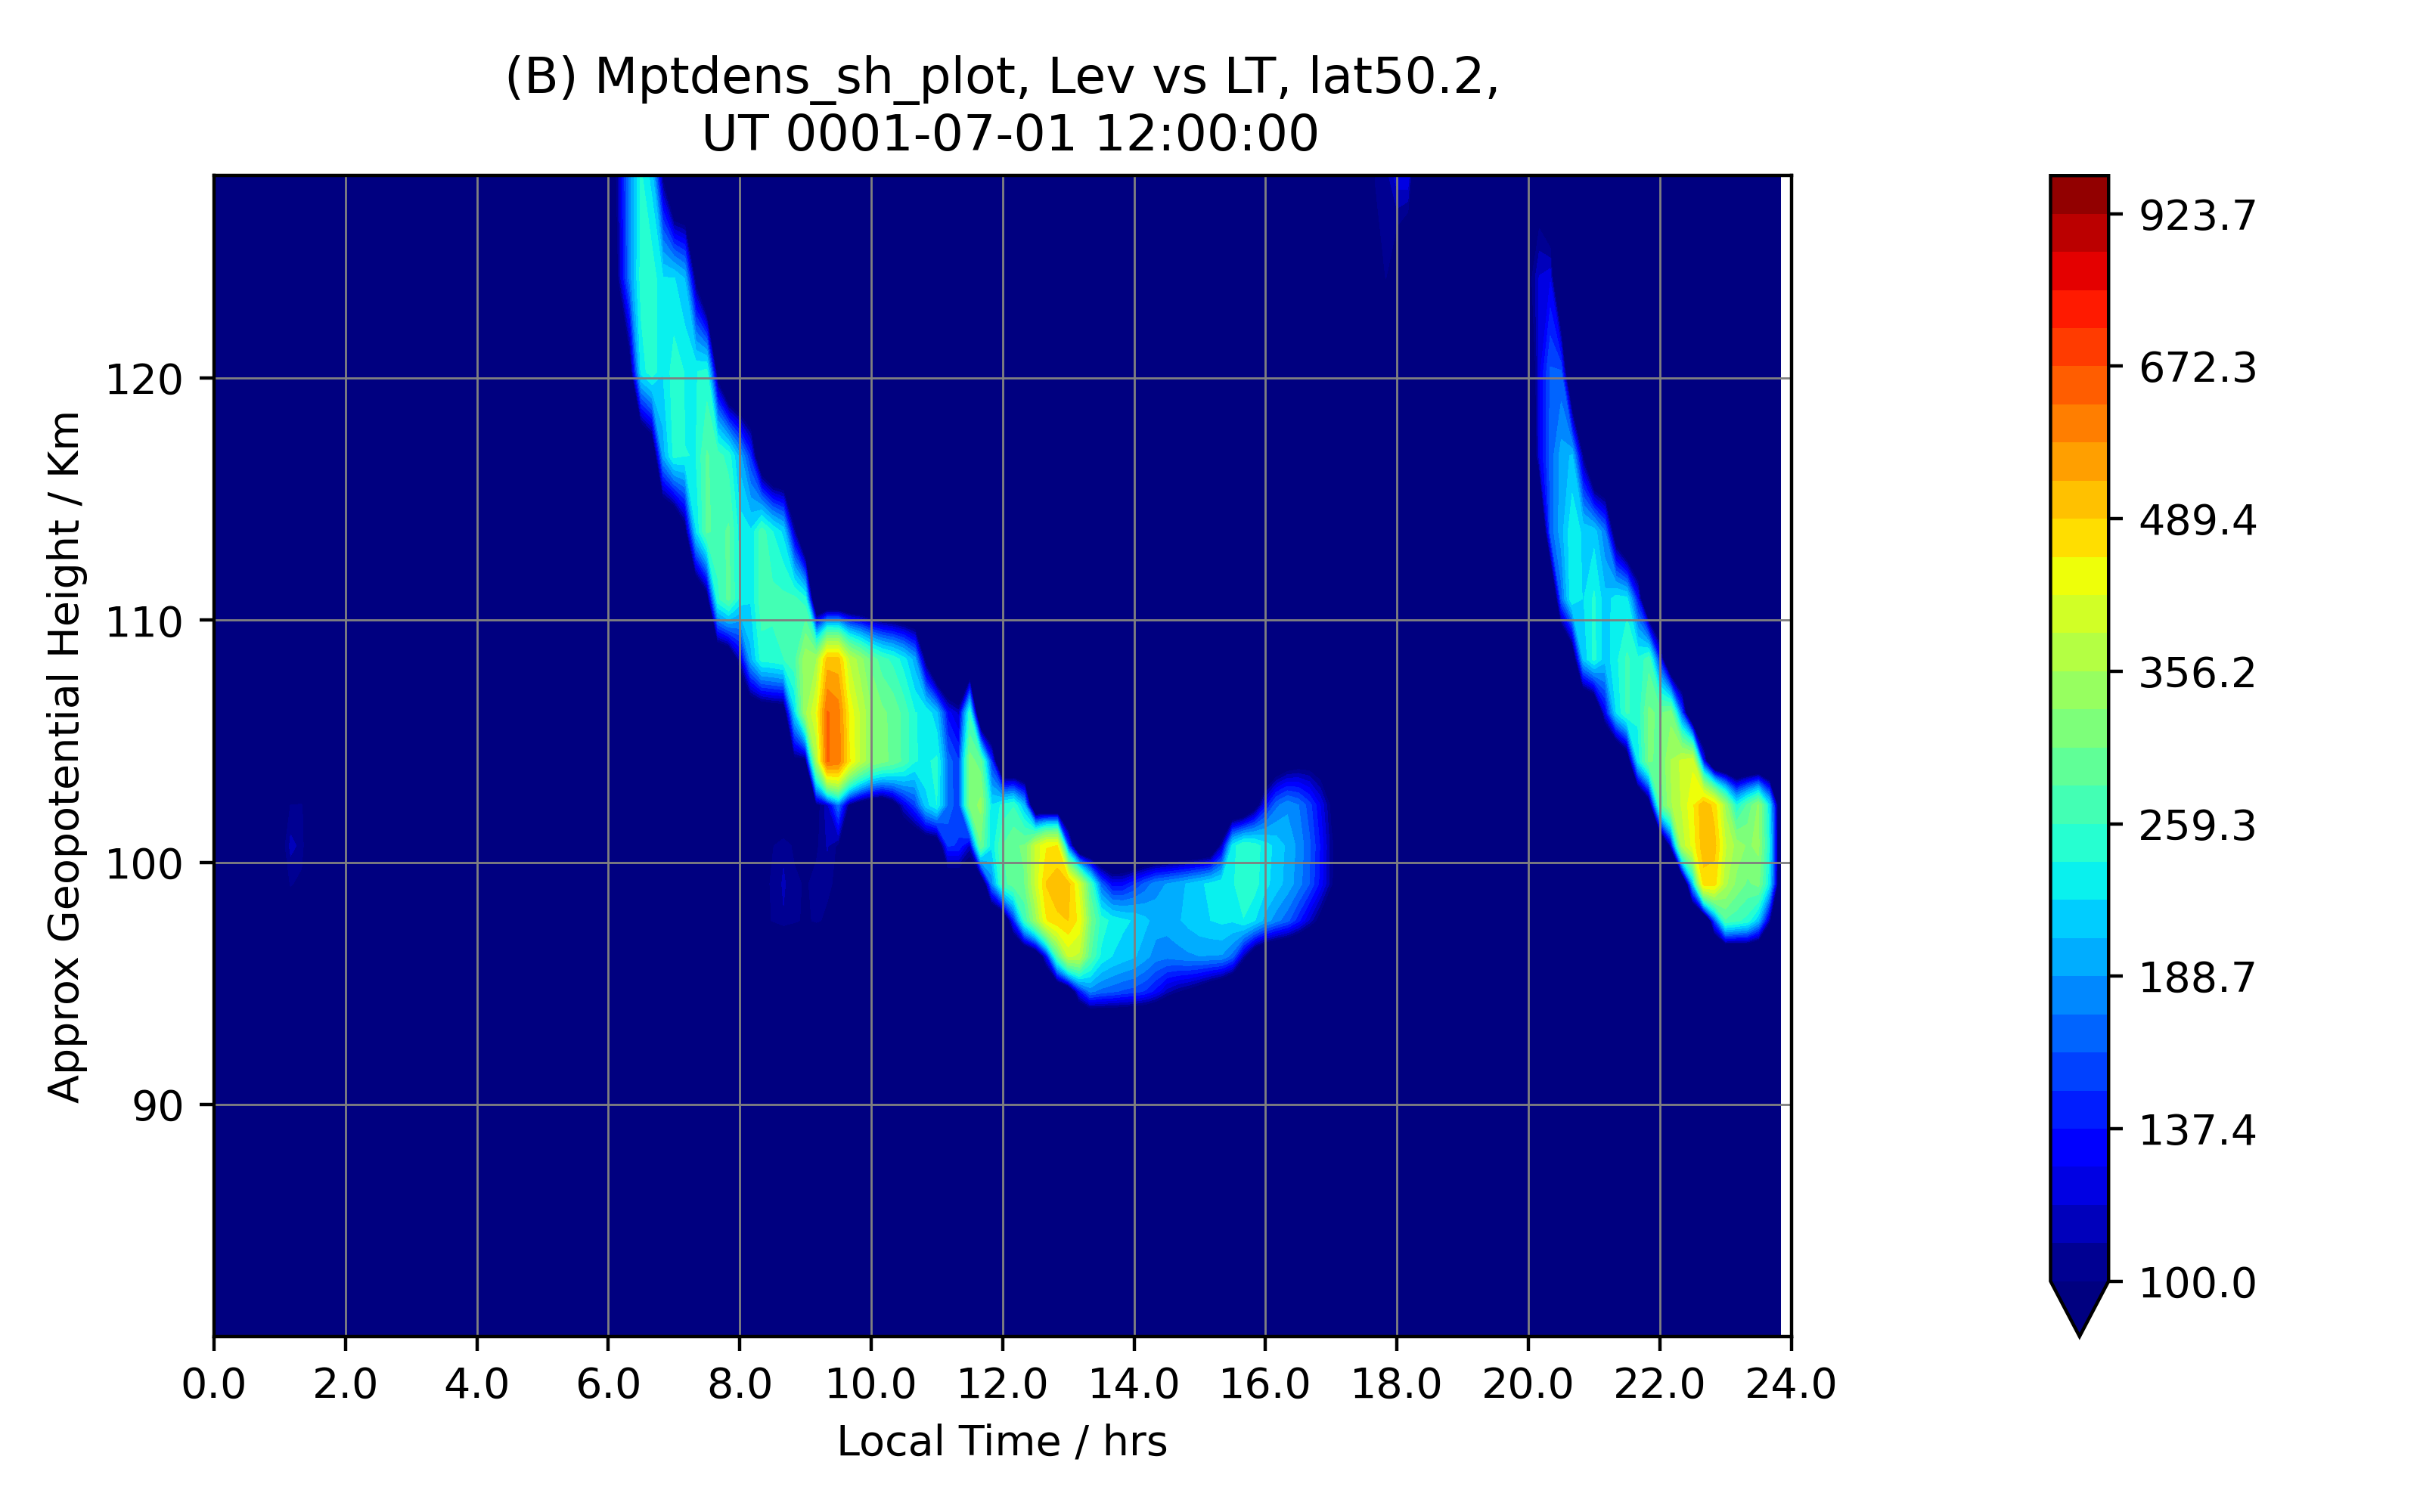 (B) Mptdens_sh_plot, Lev vs LT, lat50.2,
UT 0001-07-01 12:00:00
Approx Geopotential Height / Km
120
110
100
90
0.0 2.0 4.0 6.0 8.0 10.0 12.0 14.0 16.0 18.0 20.0 22.0 24.0
Local Time / hrs
923.7
672.3
489.4
356.2
259.3
188.7
137.4
100.0